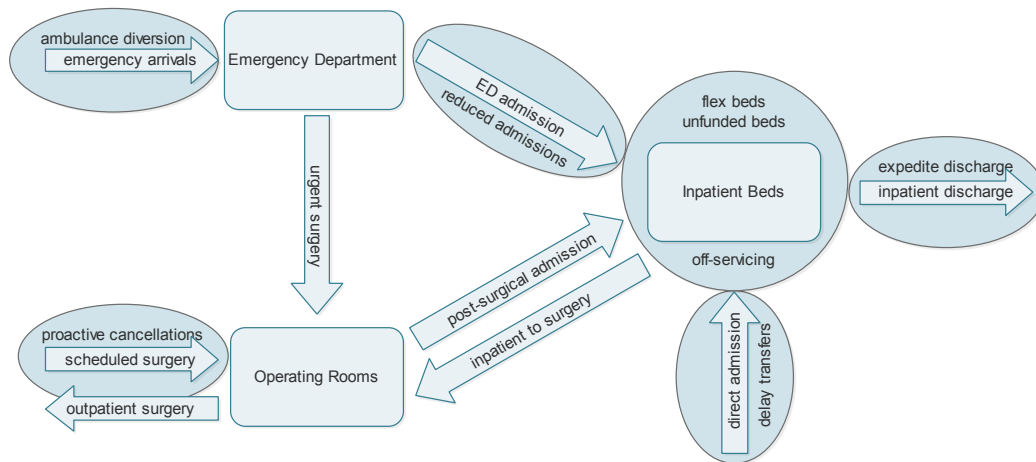 ambulance diversion
emergency arrivals
Emergency Department
ED admission
reduced admissions
flex beds
unfunded beds
Inpatient Beds
off-servicing
expedite discharge
inpatient discharge
urgent surgery
post-surgical admission
inpatient to surgery
proactive cancellations
scheduled surgery
outpatient surgery
Operating Rooms
direct admission
delay transfers